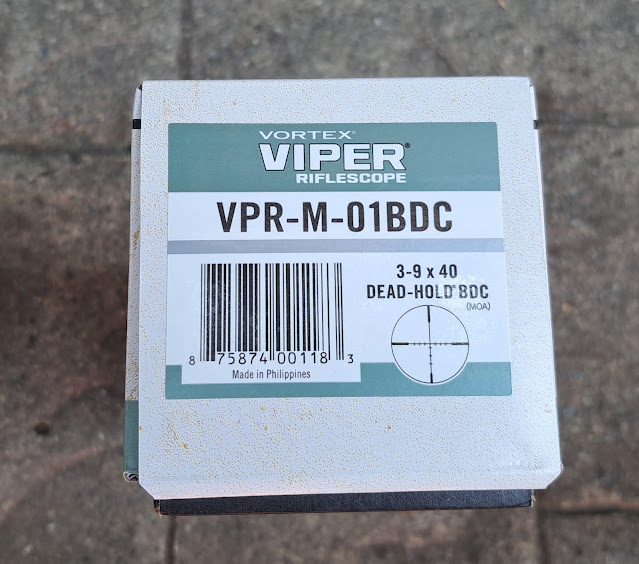 VORTEX®
VIPER®
RIFLESCOPE
VPR-M-01BDC
3-9 x 40
DEAD-HOLD® BDC
(MOA)
8 75874 00118 3
Made in Philippines